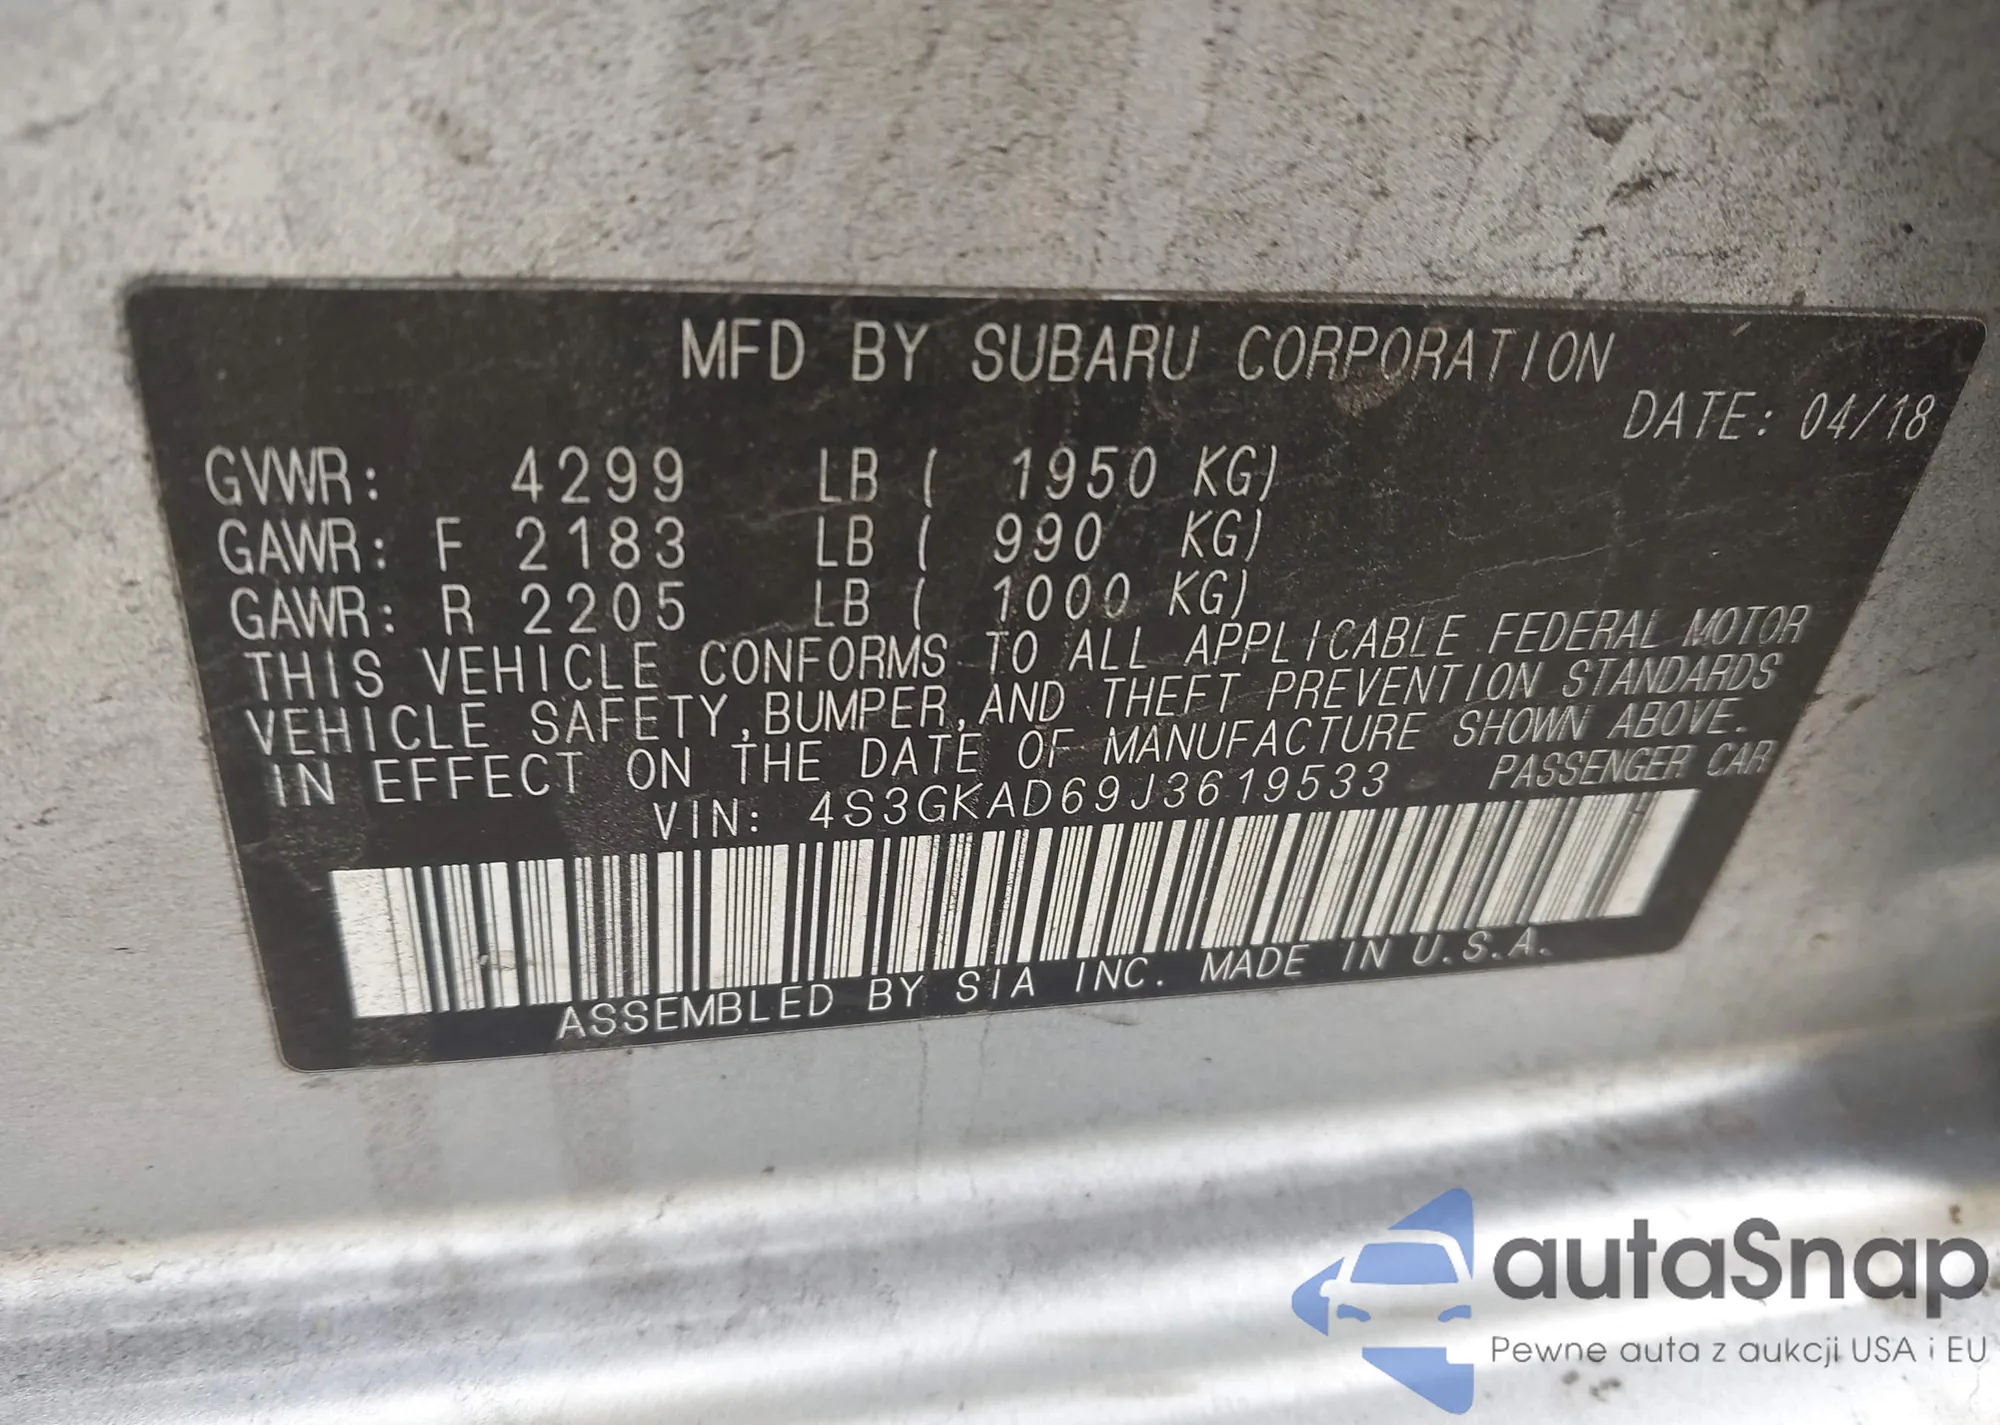 MFD BY SUBARU CORPORATION
DATE: 04/18
GVWR: 4299 LB ( 1950 KG)
GAWR: F 2183 LB ( 990 KG)
GAWR: R 2205 LB ( 1000 KG)
THIS VEHICLE CONFORMS TO ALL APPLICABLE FEDERAL MOTOR
VEHICLE SAFETY, BUMPER, AND THEFT PREVENTION STANDARDS
IN EFFECT ON THE DATE OF MANUFACTURE SHOWN ABOVE.
VIN: 4S3GKAD69J3619533 PASSENGER CAR
ASSEMBLED BY SIA INC. MADE IN U.S.A.
autaSnap
Pewne auta z aukcji USA i EU